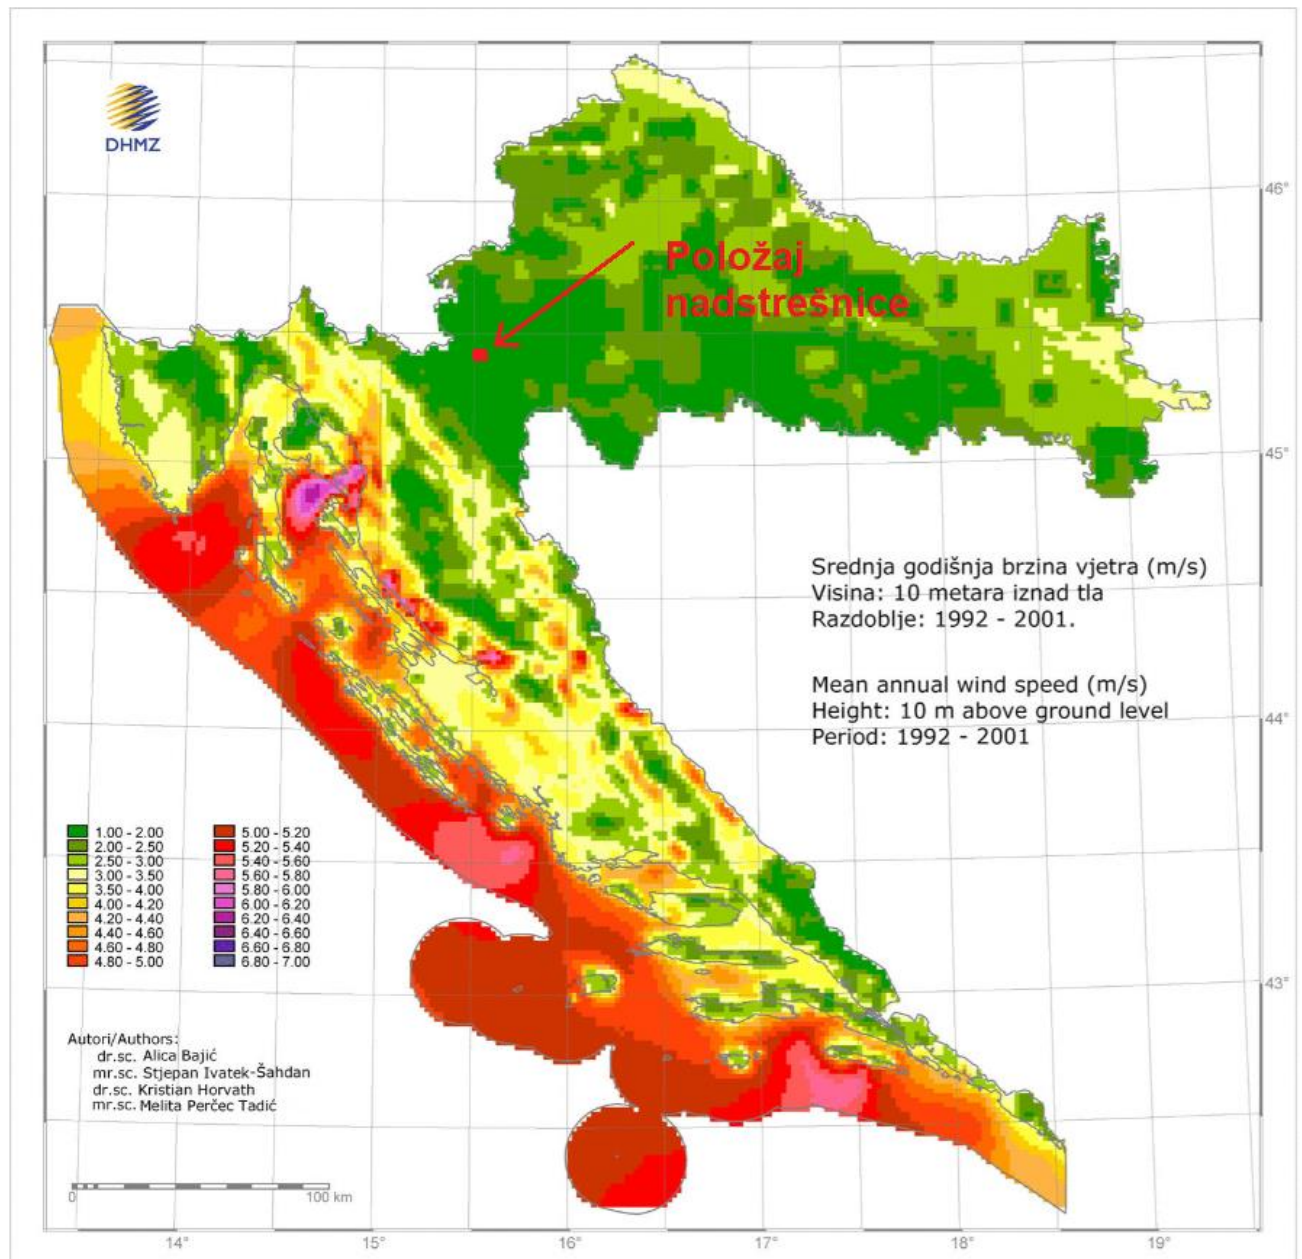 DHMZ
46°
Položaj
nadstrešnice
45°
Srednja godišnja brzina vjetra (m/s)
Visina: 10 metara iznad tla
Razdoblje: 1992 - 2001.
Mean annual wind speed (m/s)
Height: 10 m above ground level
Period: 1992 - 2001
44°
1.00 - 2.00
2.00 - 2.50
2.50 - 3.00
3.00 - 3.50
3.50 - 4.00
4.00 - 4.20
4.20 - 4.40
4.40 - 4.60
4.60 - 4.80
4.80 - 5.00
5.00 - 5.20
5.20 - 5.40
5.40 - 5.60
5.60 - 5.80
5.80 - 6.00
6.00 - 6.20
6.20 - 6.40
6.40 - 6.60
6.60 - 6.80
6.80 - 7.00
43°
Autori/Authors:
dr.sc. Alica Bajić
mr.sc. Stjepan Ivatek-Šahdan
dr.sc. Kristian Horvath
mr.sc. Melita Perčec Tadić
0 100 km
14° 15° 16° 17° 18° 19°